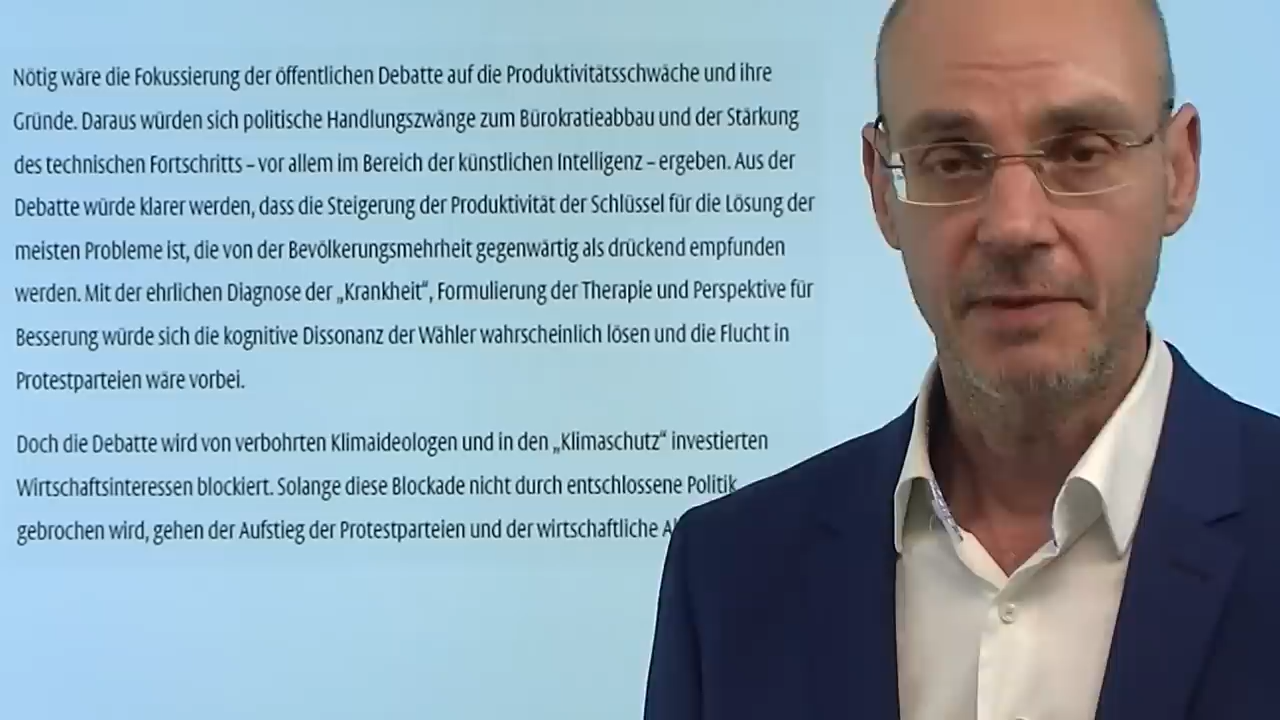 Nötig wäre die Fokussierung der öffentlichen Debatte auf die Produktivitätsschwäche und ihre
Gründe. Daraus würden sich politische Handlungszwänge zum Bürokratieabbau und der Stärkung
des technischen Fortschritts – vor allem im Bereich der künstlichen Intelligenz – ergeben. Aus der
Debatte würde klarer werden, dass die Steigerung der Produktivität der Schlüssel für die Lösung der
meisten Probleme ist, die von der Bevölkerungsmehrheit gegenwärtig als drückend empfunden
werden. Mit der ehrlichen Diagnose der „Krankheit“, Formulierung der Therapie und Perspektive für
Besserung würde sich die kognitive Dissonanz der Wähler wahrscheinlich lösen und die Flucht in
Protestparteien wäre vorbei.
Doch die Debatte wird von verbohrten Klimaideologen und in den „Klimaschutz“ investierten
Wirtschaftsinteressen blockiert. Solange diese Blockade nicht durch entschlossene Politik
gebrochen wird, gehen der Aufstieg der Protestparteien und der wirtschaftliche